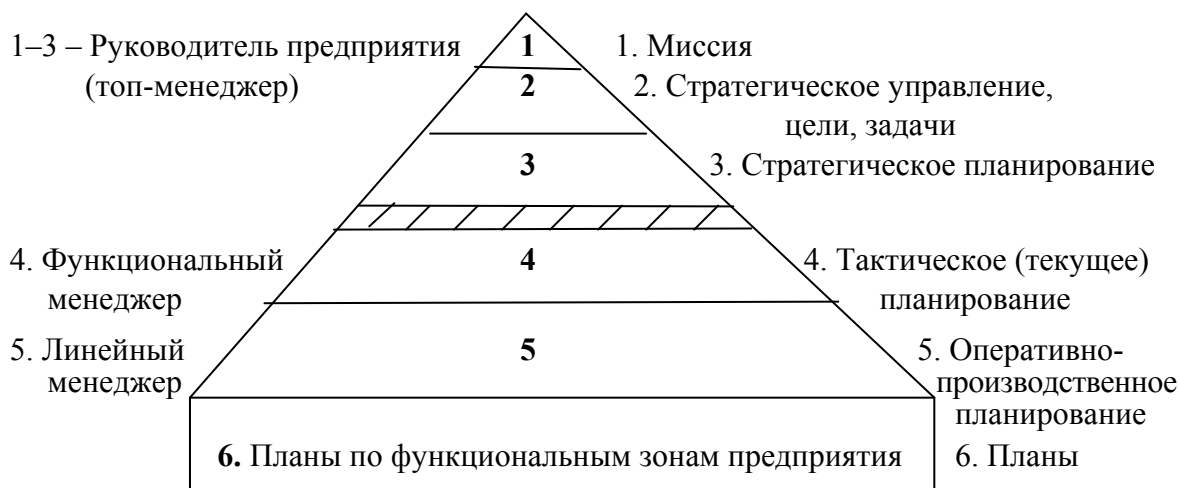 1–3 – Руководитель предприятия
(топ-менеджер)
1
1. Миссия
2
2. Стратегическое управление,
цели, задачи
3
3. Стратегическое планирование
4. Функциональный
менеджер
4
4. Тактическое (текущее)
планирование
5. Линейный
менеджер
5
5. Оперативно-
производственное
планирование
6. Планы по функциональным зонам предприятия
6. Планы